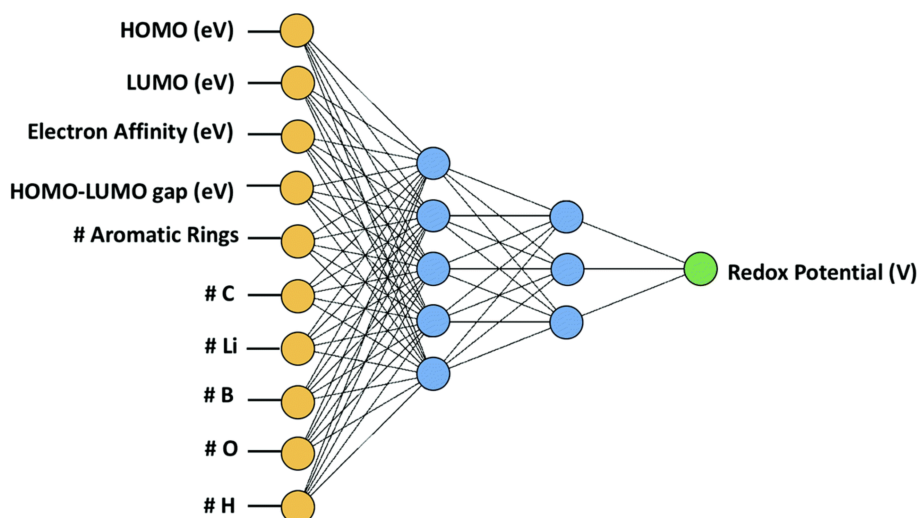 HOMO (eV)
LUMO (eV)
Electron Affinity (eV)
HOMO-LUMO gap (eV)
# Aromatic Rings
# C
# Li
# B
# O
# H
Redox Potential (V)